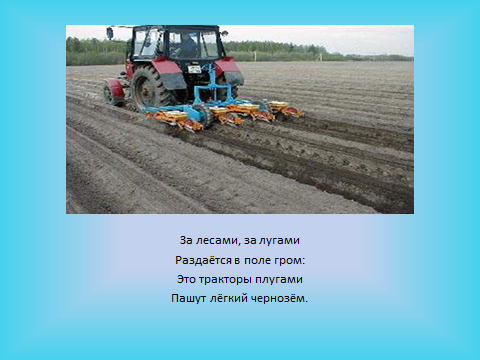 За лесами, за лугами
Раздаётся в поле гром:
Это тракторы плугами
Пашут лёгкий чернозём.